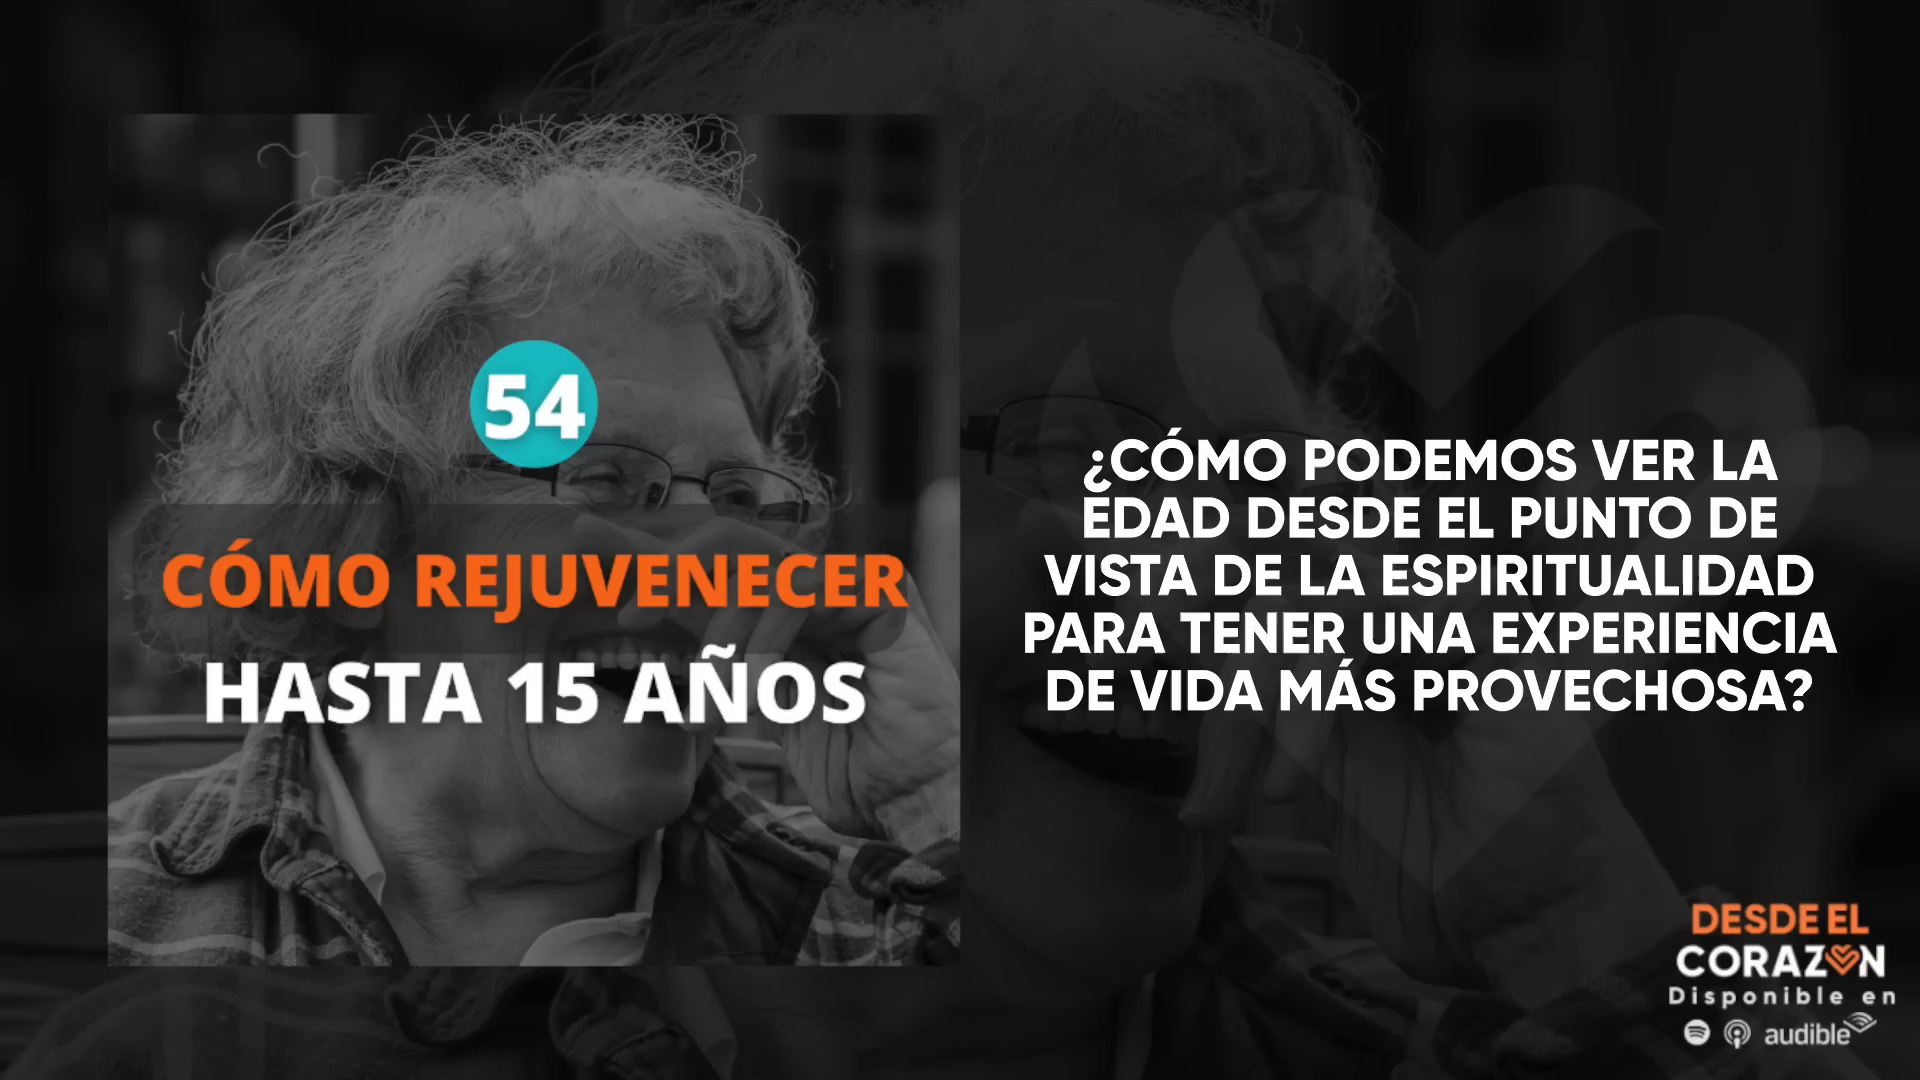 54
CÓMO REJUVENECER
HASTA 15 AÑOS
¿CÓMO PODEMOS VER LA
EDAD DESDE EL PUNTO DE
VISTA DE LA ESPIRITUALIDAD
PARA TENER UNA EXPERIENCIA
DE VIDA MÁS PROVECHOSA?
DESDE EL
CORAZÓN
Disponible en
audible